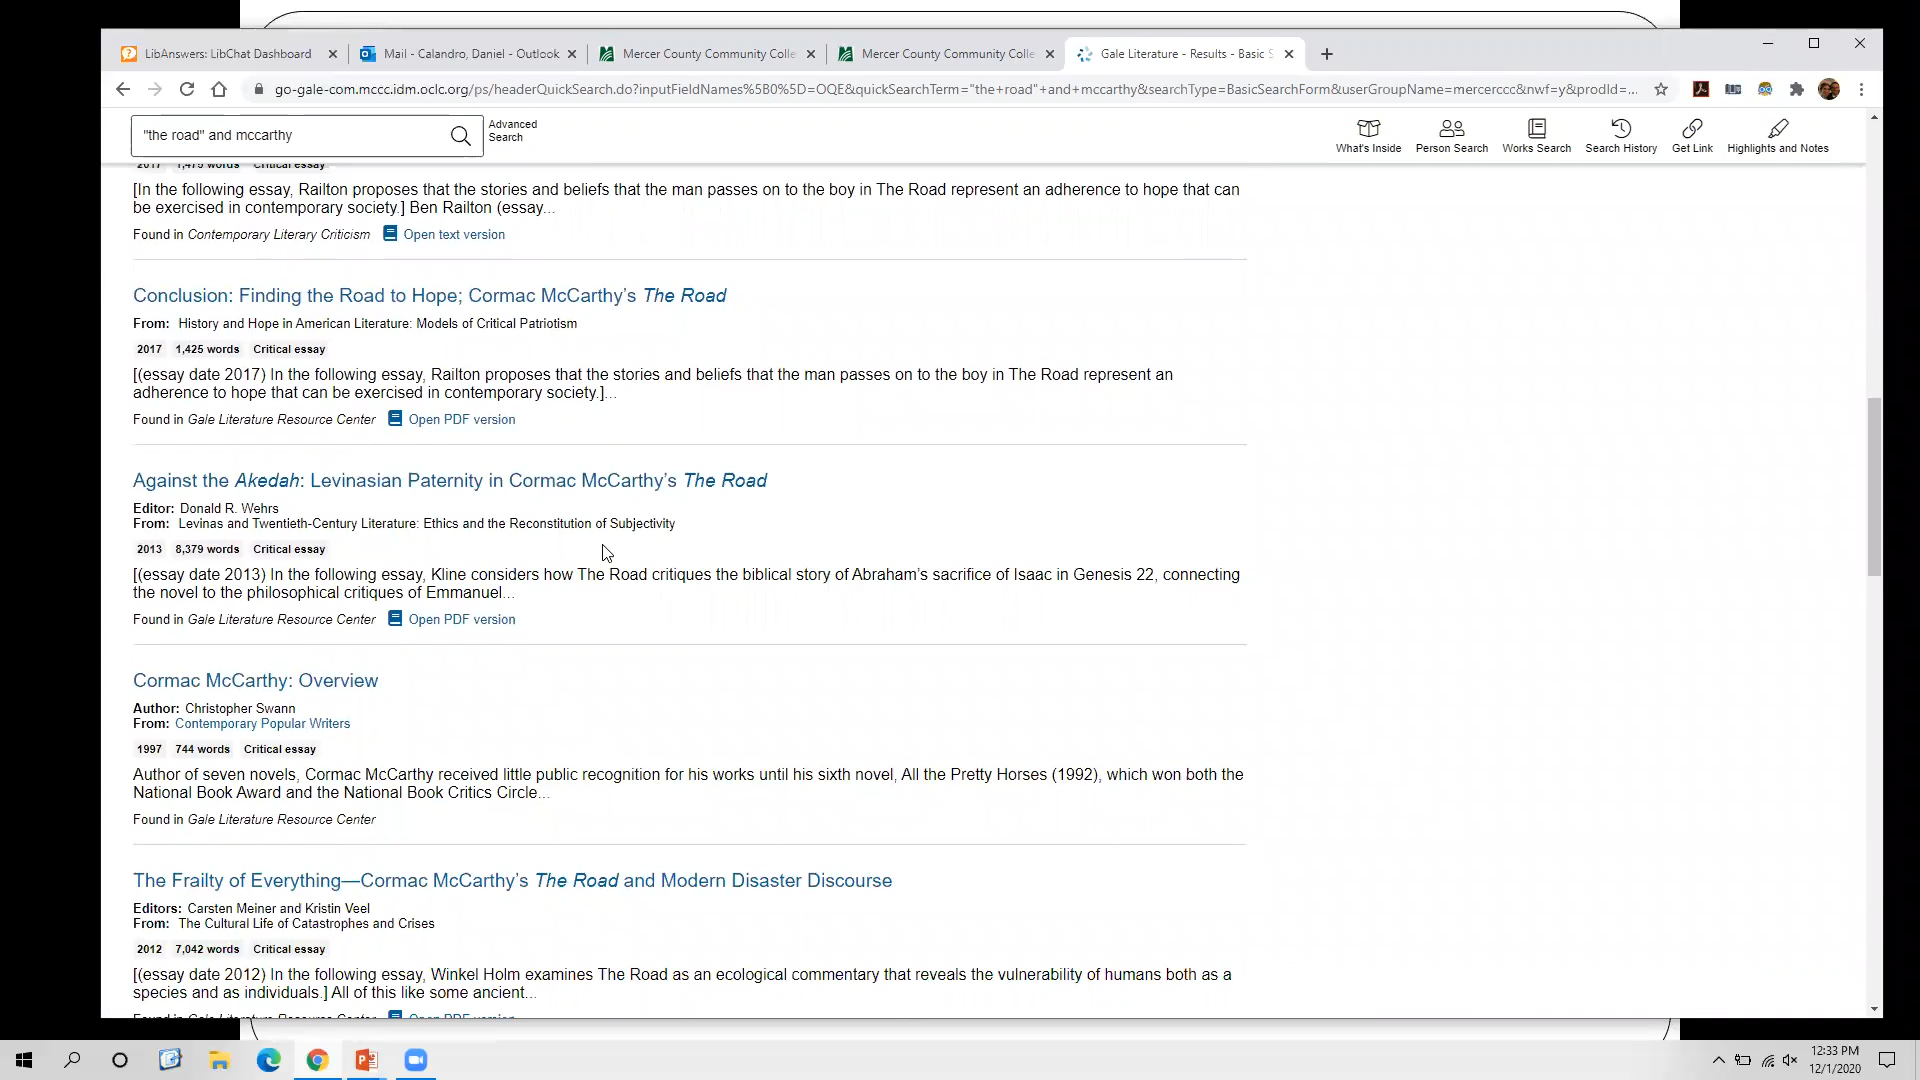 LibAnswers: LibChat Dashboard
Mail - Calandro, Daniel - Outlook
Mercer County Community Colle
Mercer County Community Colle
Gale Literature - Results - Basic S
go-gale-com.mccc.idm.oclc.org/ps/headerQuickSearch.do?inputFieldNames%5B0%5D=OQE&quickSearchTerm="the+road"+and+mccarthy&searchType=BasicSearchForm&userGroupName=mercerccc&nwf=y&prodId=...
"the road" and mccarthy
Advanced
Search
What's Inside
Person Search
Works Search
Search History
Get Link
Highlights and Notes
2017 1,475 words Critical essay
[In the following essay, Railton proposes that the stories and beliefs that the man passes on to the boy in The Road represent an adherence to hope that can
be exercised in contemporary society.] Ben Railton (essay...
Found in Contemporary Literary Criticism Open text version
Conclusion: Finding the Road to Hope; Cormac McCarthy's The Road
From: History and Hope in American Literature: Models of Critical Patriotism
2017 1,425 words Critical essay
[(essay date 2017) In the following essay, Railton proposes that the stories and beliefs that the man passes on to the boy in The Road represent an
adherence to hope that can be exercised in contemporary society.]...
Found in Gale Literature Resource Center Open PDF version
Against the Akedah: Levinasian Paternity in Cormac McCarthy's The Road
Editor: Donald R. Wehrs
From: Levinas and Twentieth-Century Literature: Ethics and the Reconstitution of Subjectivity
2013 8,379 words Critical essay
[(essay date 2013) In the following essay, Kline considers how The Road critiques the biblical story of Abraham's sacrifice of Isaac in Genesis 22, connecting
the novel to the philosophical critiques of Emmanuel...
Found in Gale Literature Resource Center Open PDF version
Cormac McCarthy: Overview
Author: Christopher Swann
From: Contemporary Popular Writers
1997 744 words Critical essay
Author of seven novels, Cormac McCarthy received little public recognition for his works until his sixth novel, All the Pretty Horses (1992), which won both the
National Book Award and the National Book Critics Circle...
Found in Gale Literature Resource Center
The Frailty of Everything—Cormac McCarthy's The Road and Modern Disaster Discourse
Editors: Carsten Meiner and Kristin Veel
From: The Cultural Life of Catastrophes and Crises
2012 7,042 words Critical essay
[(essay date 2012) In the following essay, Winkel Holm examines The Road as an ecological commentary that reveals the vulnerability of humans both as a
species and as individuals.] All of this like some ancient...
Found in Gale Literature Resource Center Open PDF version
12:33 PM
12/1/2020